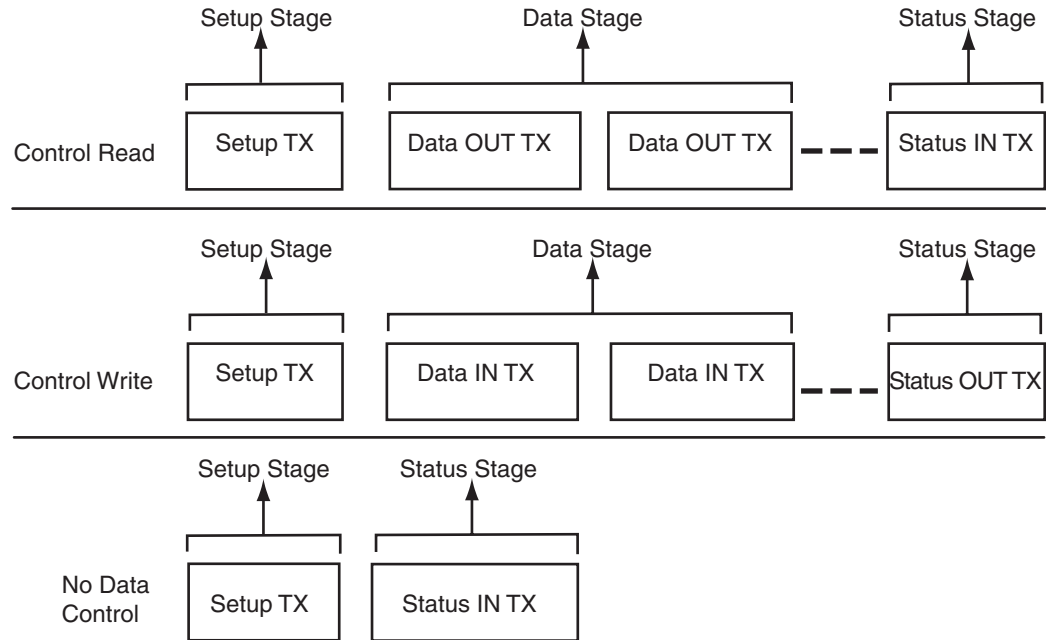 Setup Stage Data Stage Status Stage
Control Read Setup TX Data OUT TX Data OUT TX Status IN TX
Setup Stage Data Stage Status Stage
Control Write Setup TX Data IN TX Data IN TX Status OUT TX
Setup Stage Status Stage
No Data
Control
Setup TX Status IN TX